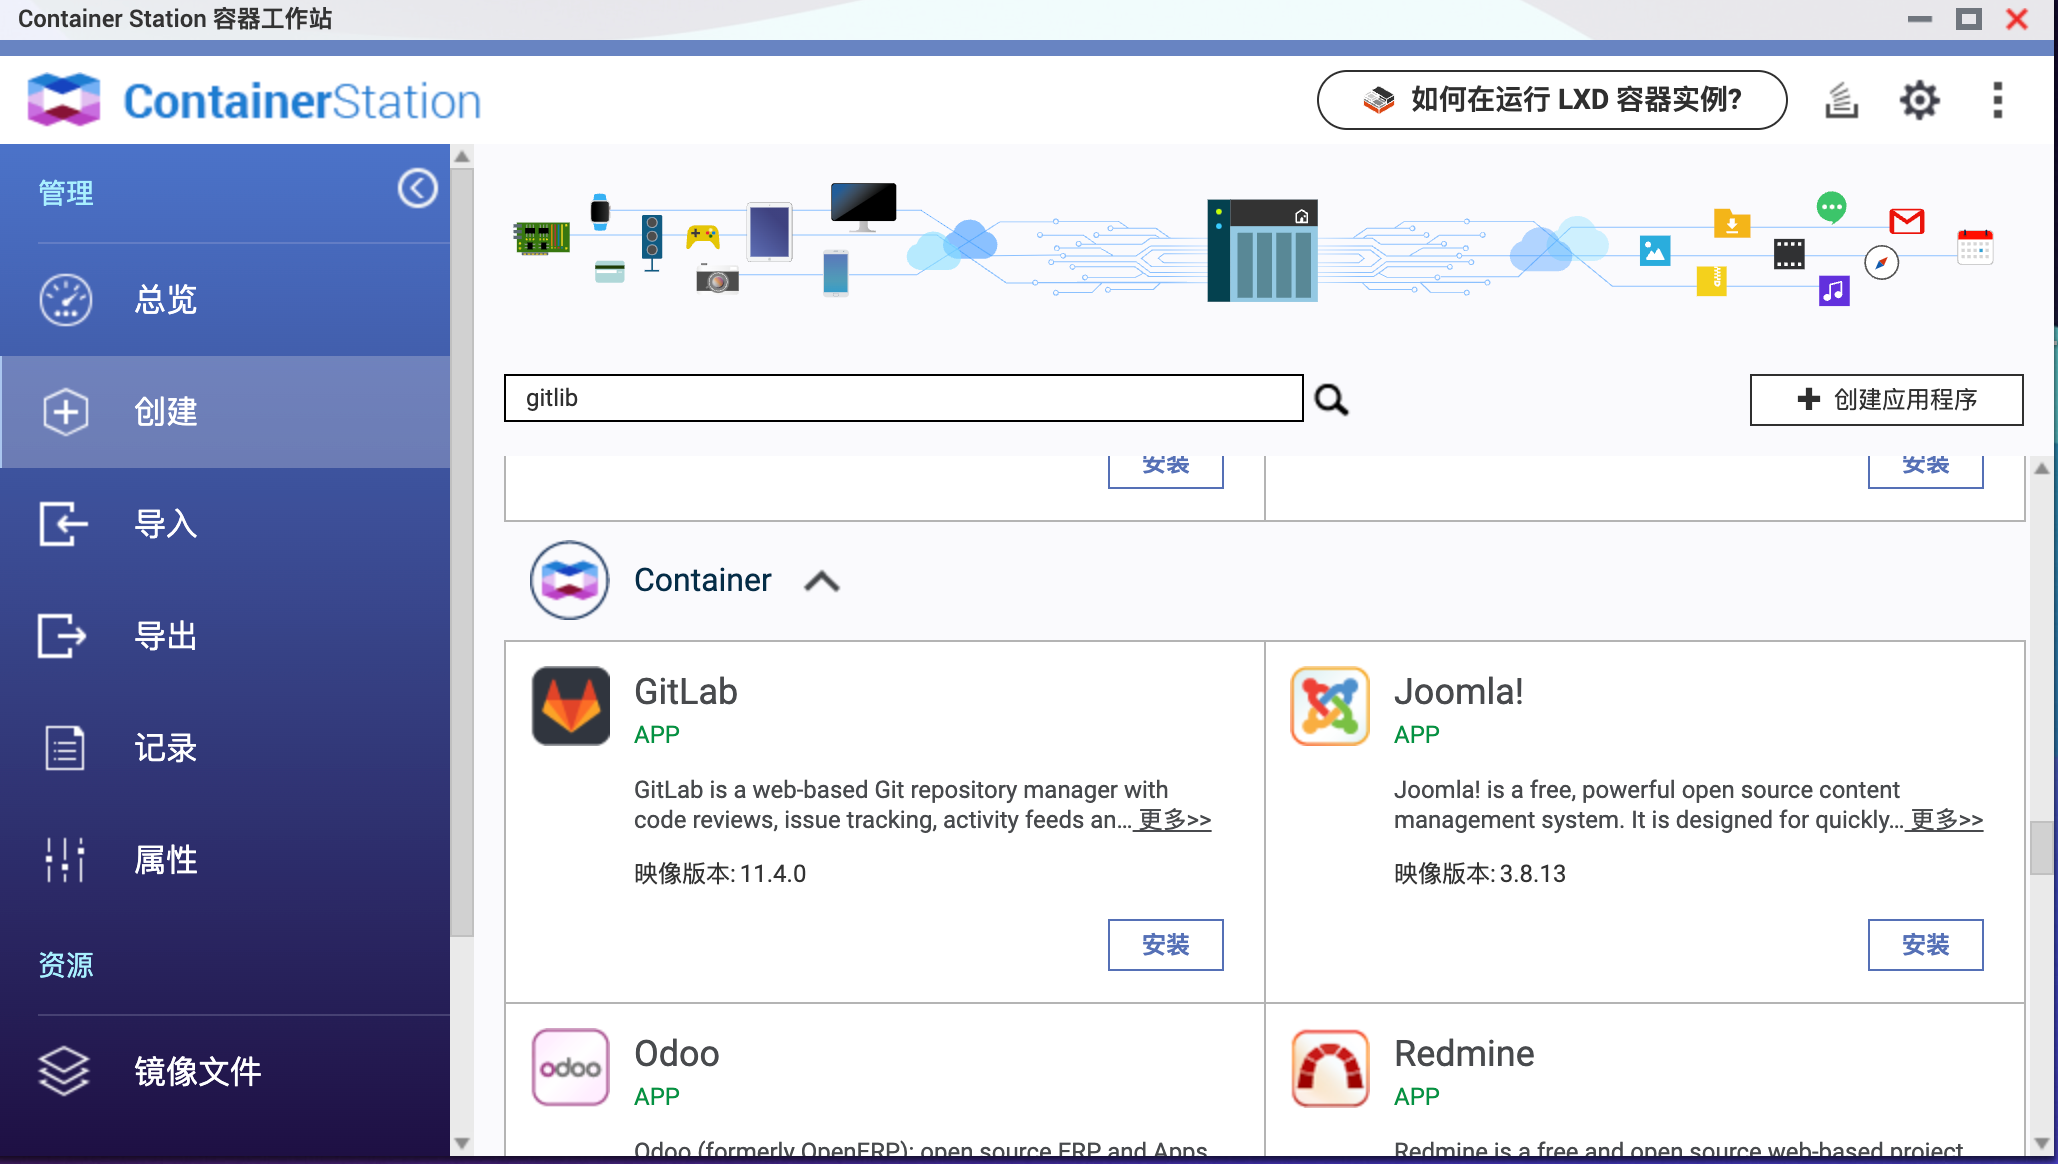 Container Station 容器工作站
ContainerStation
如何在运行 LXD 容器实例?
管理
总览
创建
导入
导出
记录
属性
资源
镜像文件
gitlib
创建应用程序
安装
安装
Container
GitLab
APP
GitLab is a web-based Git repository manager with
code reviews, issue tracking, activity feeds an... 更多>>
映像版本: 11.4.0
安装
Joomla!
APP
Joomla! is a free, powerful open source content
management system. It is designed for quickly... 更多>>
映像版本: 3.8.13
安装
odoo
Odoo
APP
Odoo (formerly OpenERP): open source ERP and Apps
Redmine
APP
Redmine is a free and open source web-based project